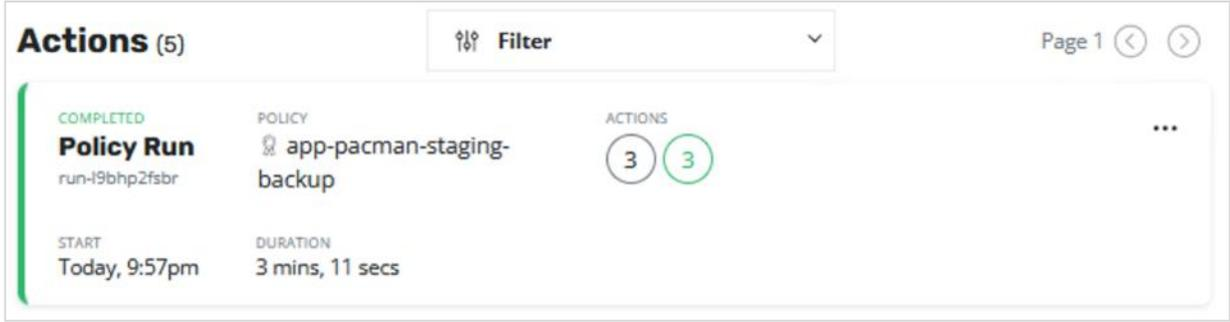 Actions (5)
Filter
Page 1
COMPLETED
POLICY
ACTIONS
Policy Run
app-pacman-staging-
backup
3
3
run-l9bhp2fsbr
START
DURATION
Today, 9:57pm
3 mins, 11 secs